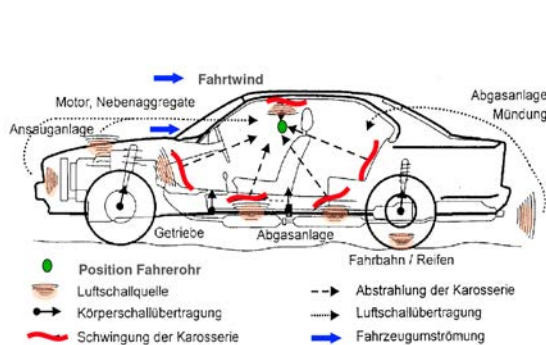 Fahrtwind
Motor, Nebenaggregate
Ansauganlage
Abgasanlage
Mündung
Getriebe
Abgasanlage
Fahrbahn / Reifen
Position Fahrerohr
Luftschallquelle
Körperschallübertragung
Schwingung der Karosserie
Abstrahlung der Karosserie
Luftschallübertragung
Fahrzeugumströmung